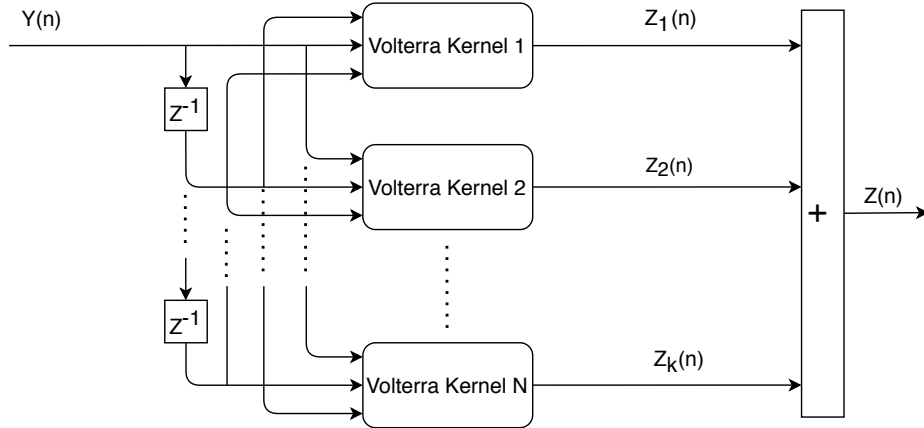 Y(n)
Volterra Kernel 1
Z₁(n)
Z⁻¹
Volterra Kernel 2
Z₂(n)
+
Z(n)
Z⁻¹
Volterra Kernel N
Zₖ(n)